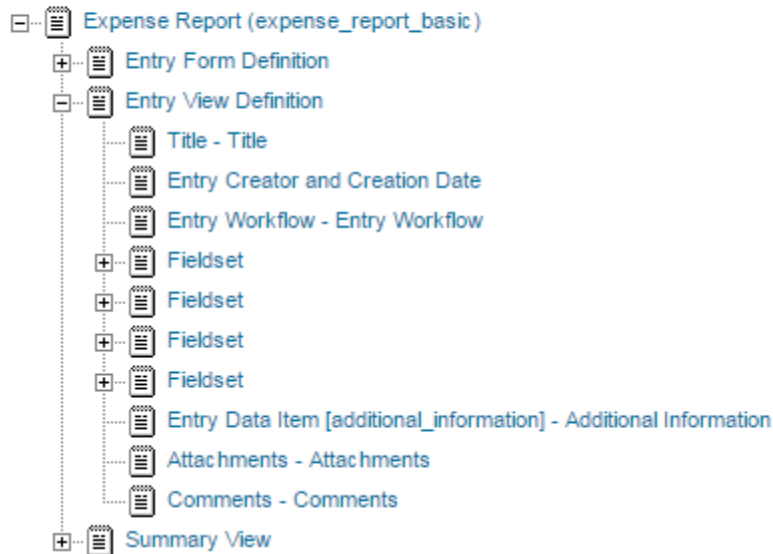 Expense Report (expense_report_basic)
Entry Form Definition
Entry View Definition
Title - Title
Entry Creator and Creation Date
Entry Workflow - Entry Workflow
Fieldset
Fieldset
Fieldset
Fieldset
Entry Data Item [additional_information] - Additional Information
Attachments - Attachments
Comments - Comments
Summary View